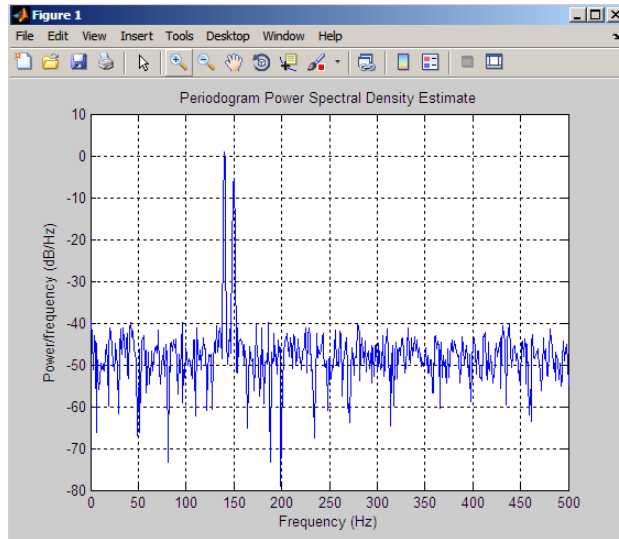 Figure 1
File Edit View Insert Tools Desktop Window Help
Periodogram Power Spectral Density Estimate
Power/frequency (dB/Hz)
10
0
-10
-20
-30
-40
-50
-60
-70
-80
0 50 100 150 200 250 300 350 400 450 500
Frequency (Hz)